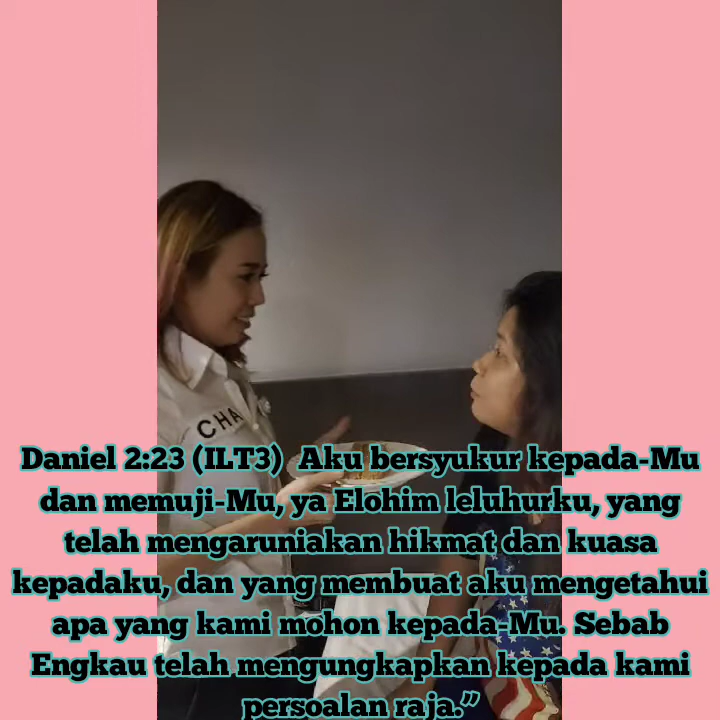 CHA
Daniel 2:23 (ILT3) Aku bersyukur kepada-Mu
dan memuji-Mu, ya Elohim leluhurku, yang
telah mengaruniakan hikmat dan kuasa
kepadaku, dan yang membuat aku mengetahui
apa yang kami mohon kepada-Mu. Sebab
Engkau telah mengungkapkan kepada kami
persoalan raja.”